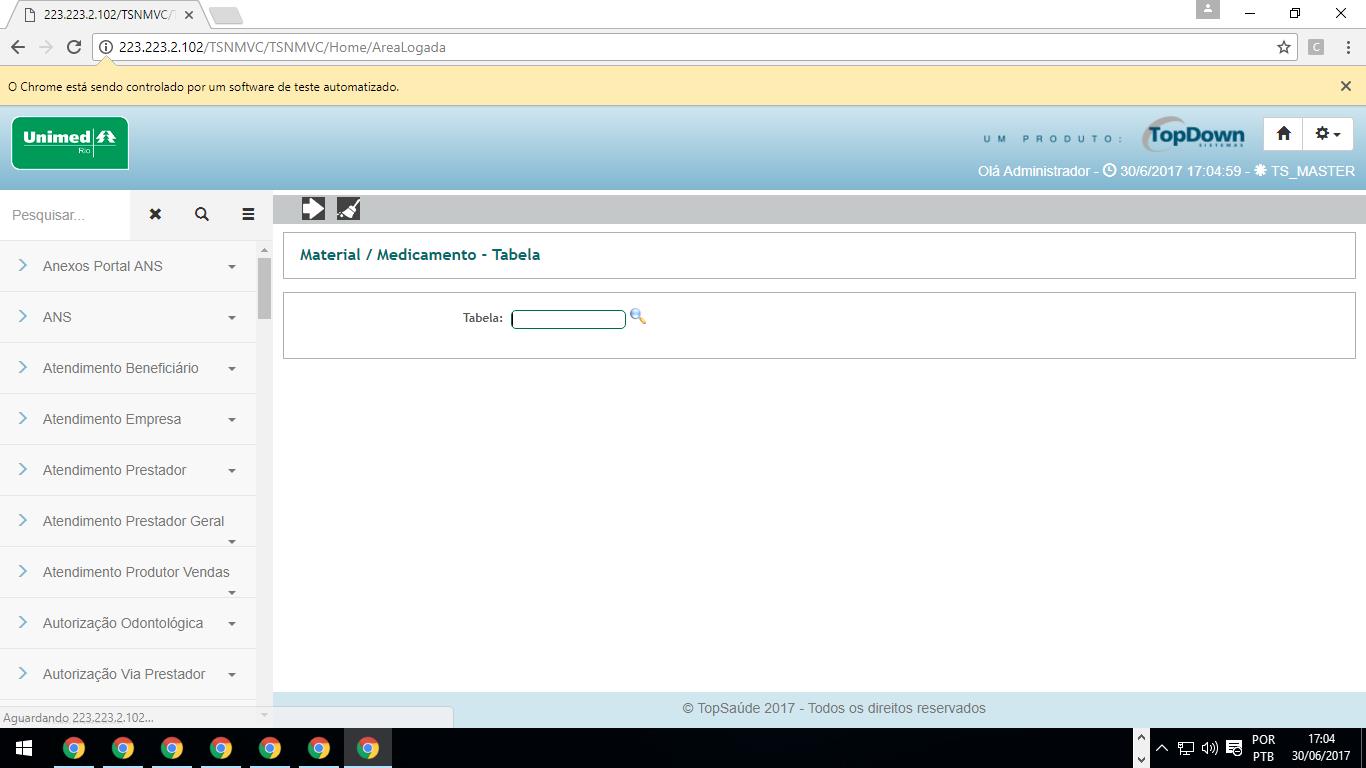 223.223.2.102/TSNMVC/T
223.223.2.102/TSNMVC/TSNMVC/Home/AreaLogada
C
O Chrome está sendo controlado por um software de teste automatizado.
Unimed
Rio
UM PRODUTO:
TopDown
SISTEMAS
Olá Administrador - 30/6/2017 17:04:59 - TS_MASTER
Pesquisar...
Material / Medicamento - Tabela
Tabela:
Anexos Portal ANS
ANS
Atendimento Beneficiário
Atendimento Empresa
Atendimento Prestador
Atendimento Prestador Geral
Atendimento Produtor Vendas
Autorização Odontológica
Autorização Via Prestador
Aguardando 223.223.2.102...
© TopSaúde 2017 - Todos os direitos reservados
POR
PTB
17:04
30/06/2017